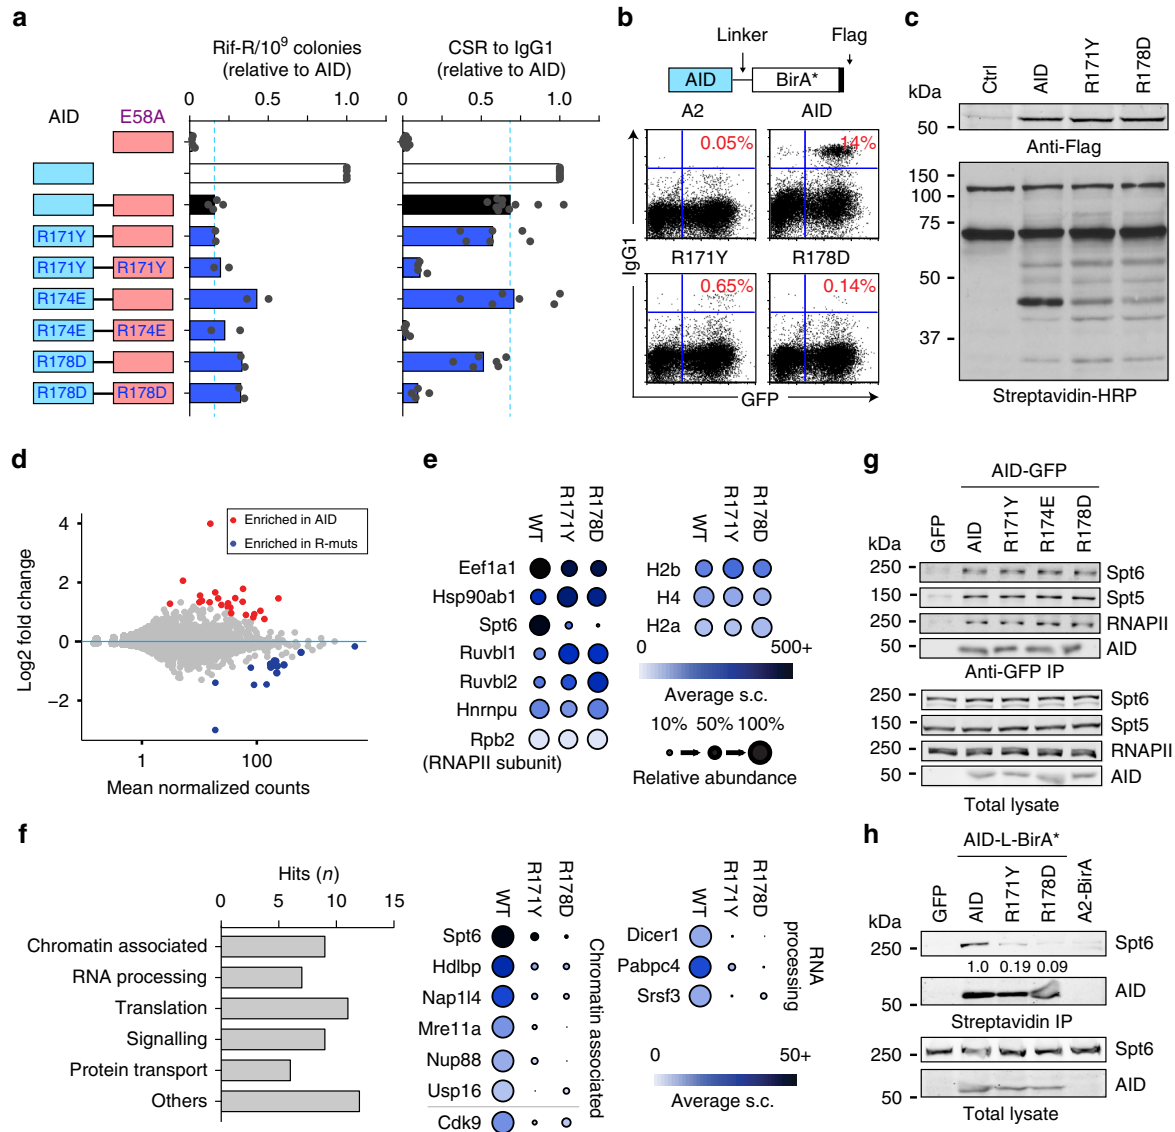 a
Rif-R/10⁹ colonies
(relative to AID)
CSR to IgG1
(relative to AID)
0 0.5 1.0
0 0.5 1.0
AID E58A
R171Y
R171Y R171Y
R174E
R174E R174E
R178D
R178D R178D
b
Linker Flag
AID BirA*
A2 AID
0.05% 14%
R171Y R178D
0.65% 0.14%
IgG1
GFP
c
Ctrl
AID
R171Y
R178D
kDa
50
Anti-Flag
150
100
75
50
37
Streptavidin-HRP
d
Log2 fold change
4
2
0
−2
Enriched in AID
Enriched in R-muts
1 100
Mean normalized counts
e
WT R171Y R178D
Eef1a1
Hsp90ab1
Spt6
Ruvbl1
Ruvbl2
Hnrnpu
Rpb2
(RNAPII subunit)
WT R171Y R178D
H2b
H4
H2a
0 500+
Average s.c.
10% 50% 100%
Relative abundance
f
Hits (n)
0 5 10 15
Chromatin associated
RNA processing
Translation
Signalling
Protein transport
Others
WT R171Y R178D
Spt6
Hdlbp
Nap1l4
Mre11a
Nup88
Usp16
Cdk9
Chromatin associated
WT R171Y R178D
Dicer1
Pabpc4
Srsf3
RNA
processing
0 50+
Average s.c.
g
AID-GFP
GFP AID R171Y R174E R178D
kDa
250 Spt6
150 Spt5
250 RNAPII
50 AID
Anti-GFP IP
250 Spt6
150 Spt5
250 RNAPII
50 AID
Total lysate
h
AID-L-BirA*
GFP AID R171Y R178D A2-BirA
kDa
250 Spt6
1.0 0.19 0.09
50 AID
Streptavidin IP
250 Spt6
50 AID
Total lysate